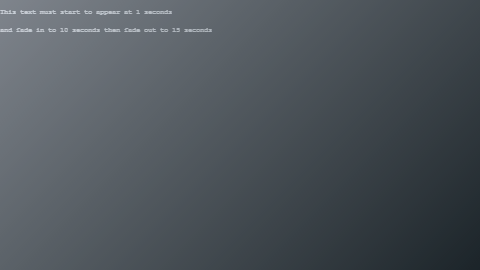 This text must start to appear at 1 seconds
and fade in to 10 seconds then fade out to 15 seconds